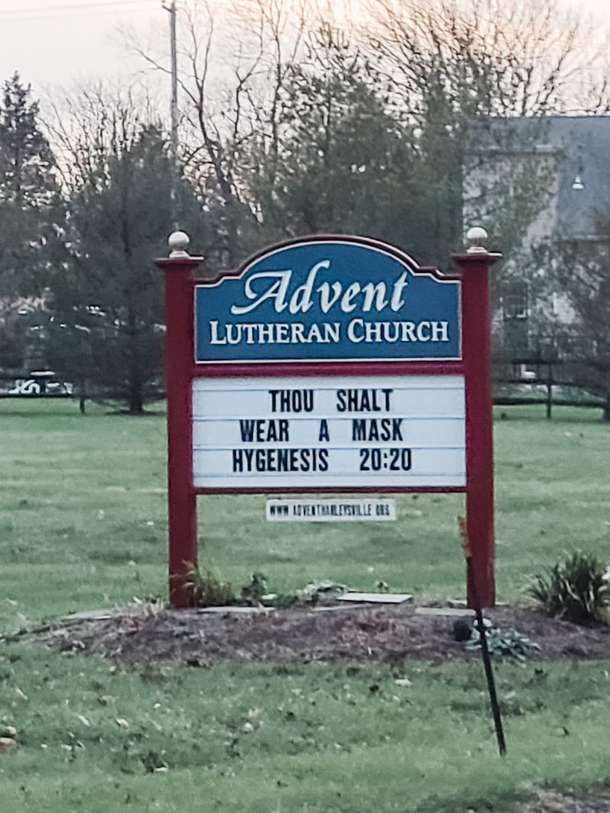 Advent
LUTHERAN CHURCH
THOU SHALT
WEAR A MASK
HYGENESIS 20:20
WWW.ADVENTHARLEYSVILLE.ORG